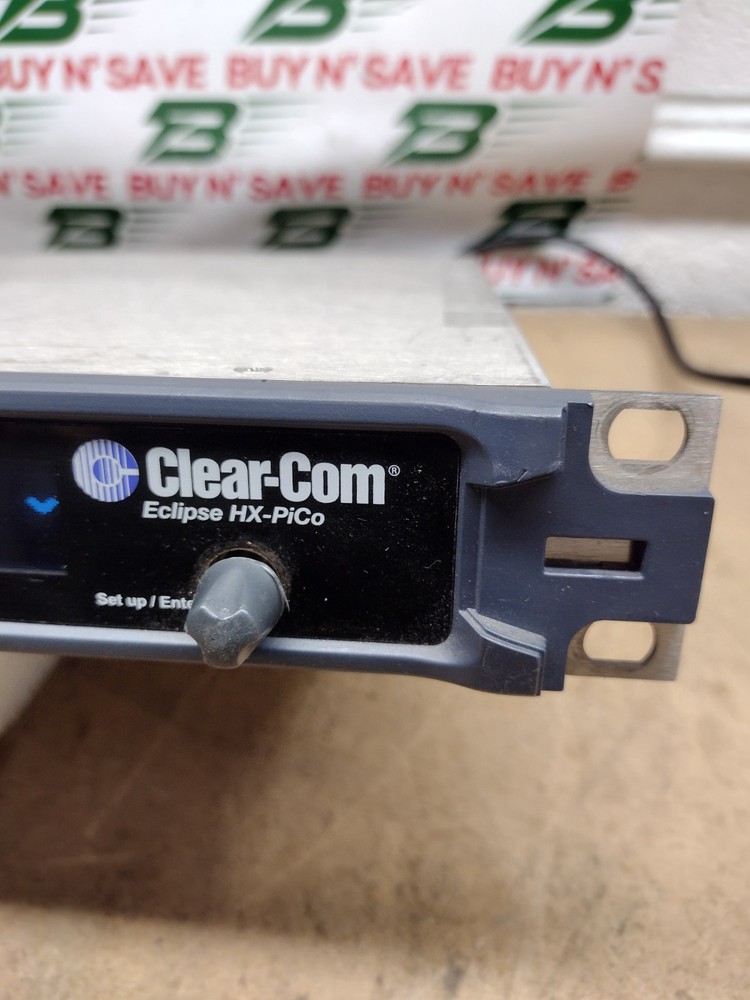 BUY N' SAVE BUY N' SAVE BUY N' S
N' SAVE BUY N' SAVE BUY N' SAVE B
BUY N' SA
Clear-Com®
Eclipse HX-PiCo
Set up / Ente